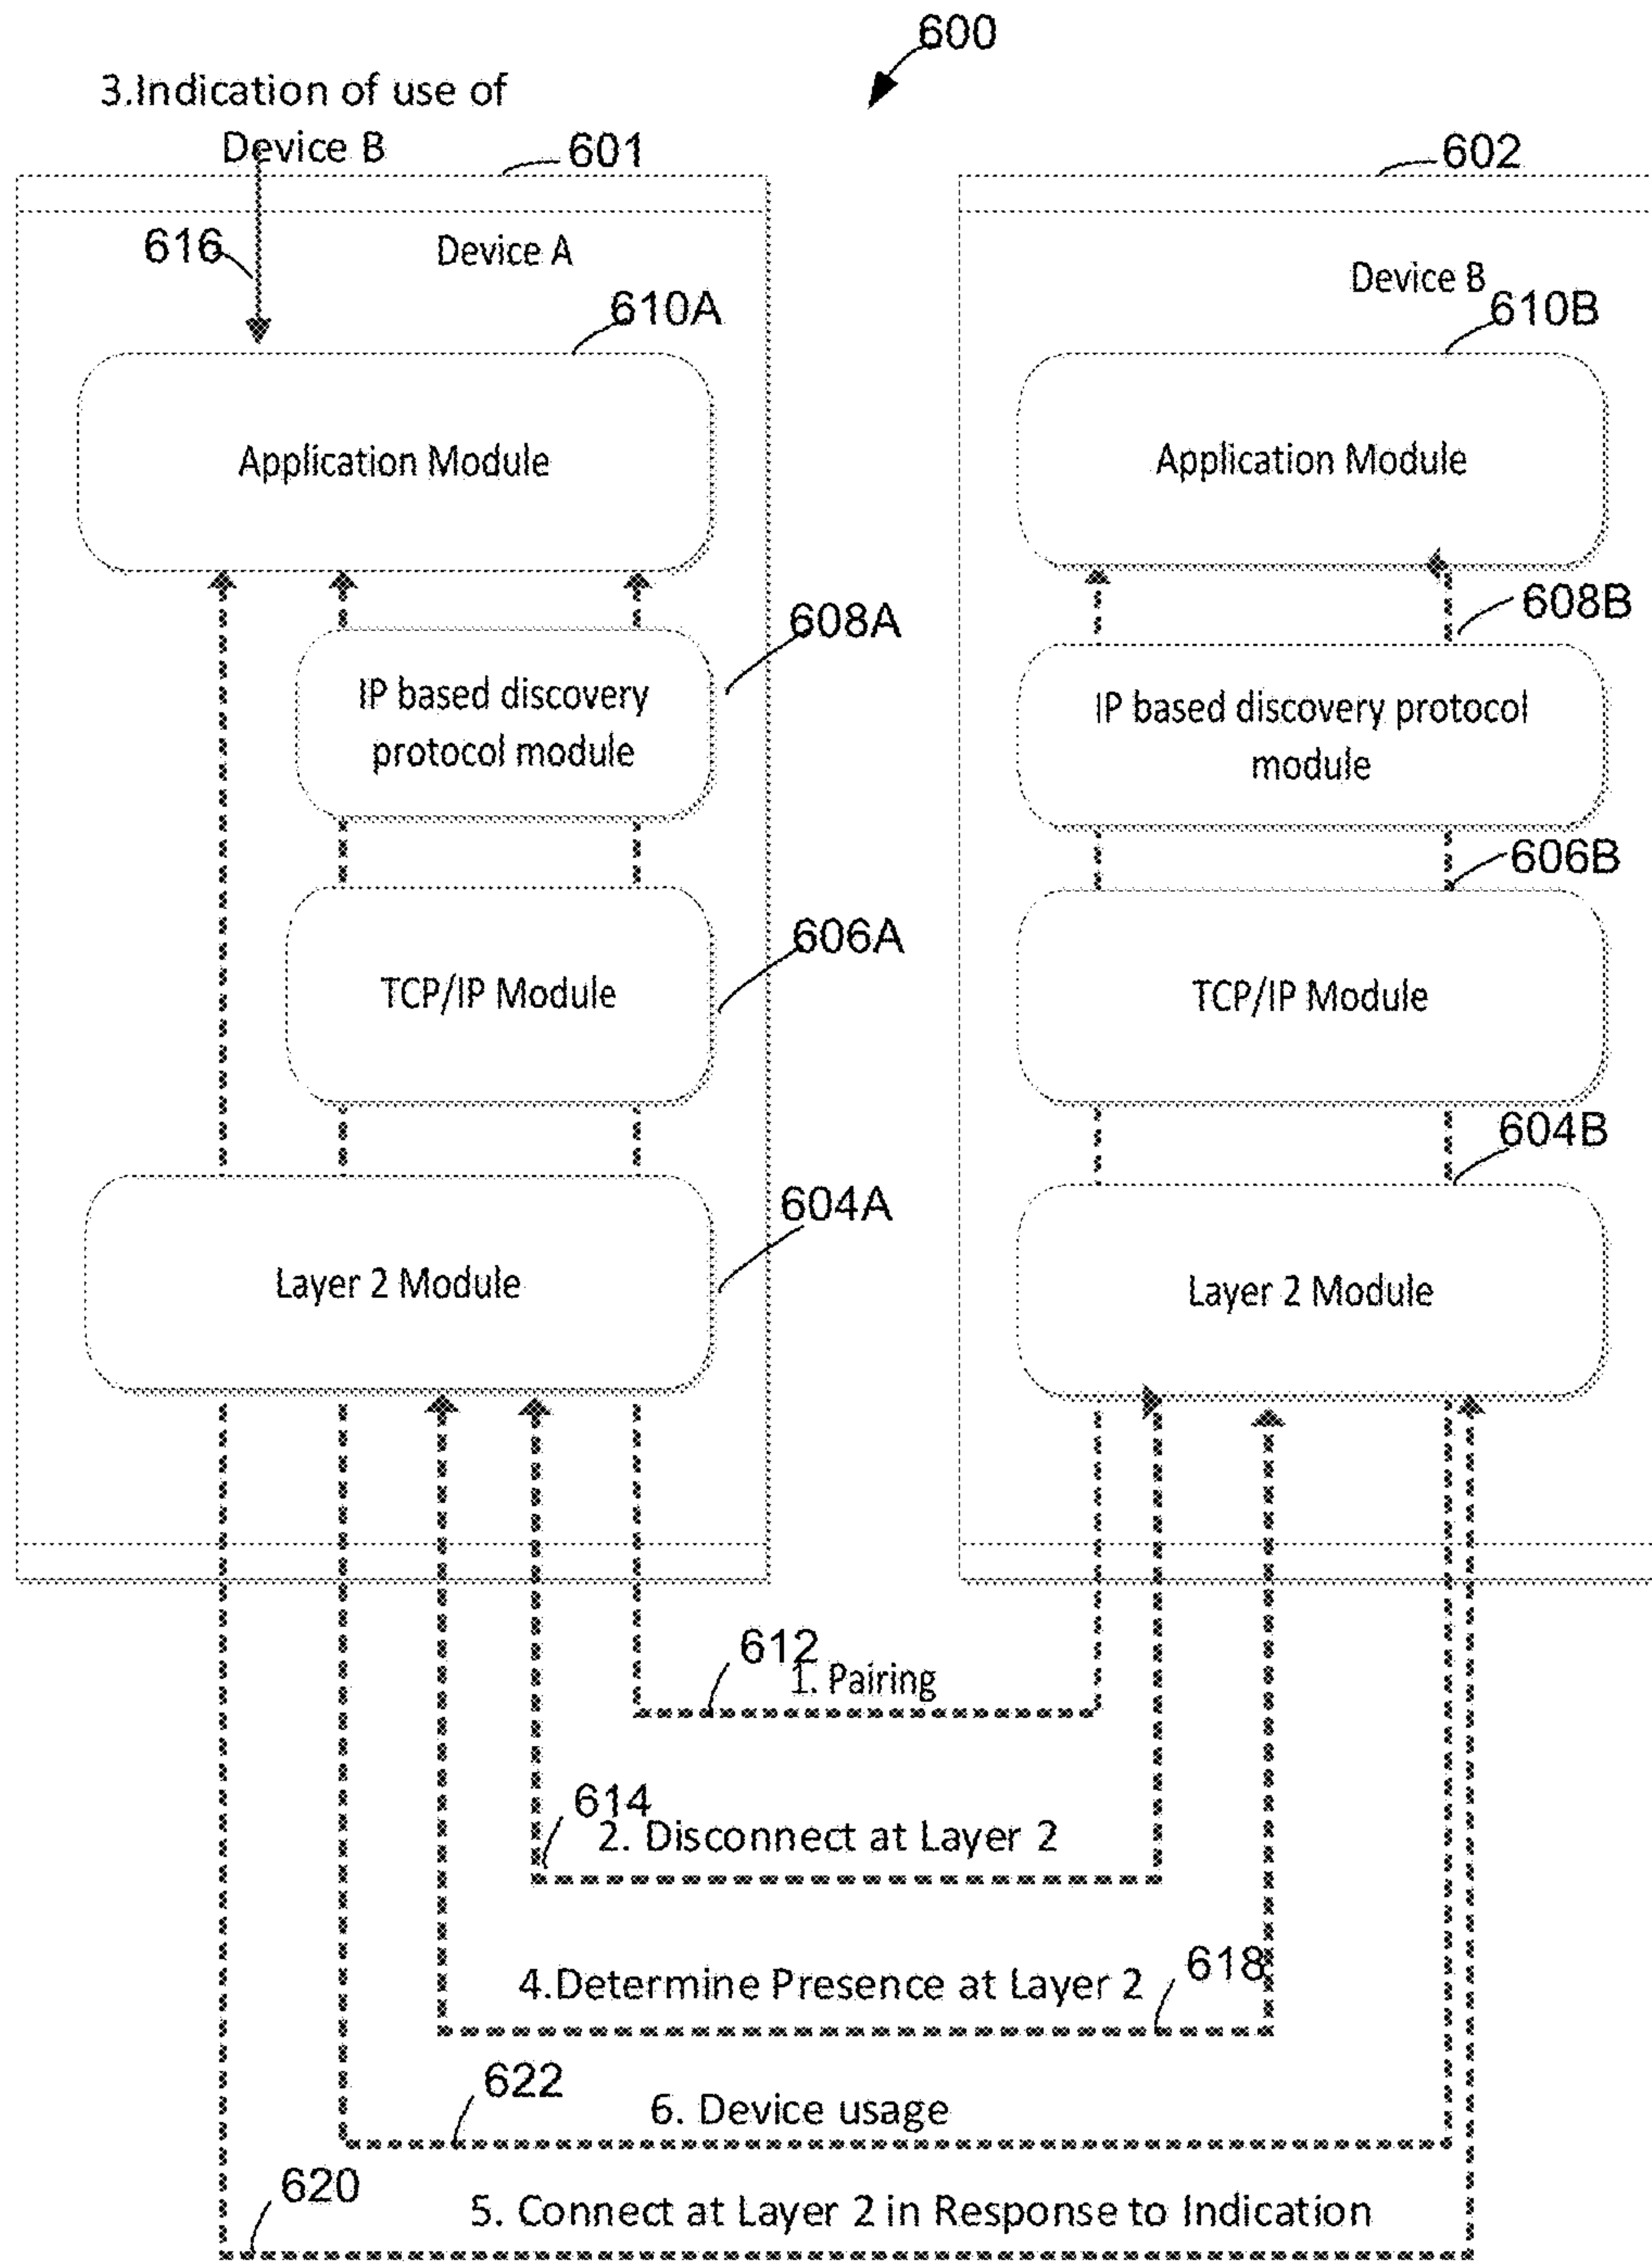 600
3.Indication of use of
Device B
601
602
616
Device A
Device B
610A
610B
Application Module
Application Module
608A
608B
IP based discovery
protocol module
IP based discovery protocol
module
606A
606B
TCP/IP Module
TCP/IP Module
604A
604B
Layer 2 Module
Layer 2 Module
612
1. Pairing
614
2. Disconnect at Layer 2
618
4.Determine Presence at Layer 2
622
6. Device usage
620
5. Connect at Layer 2 in Response to Indication